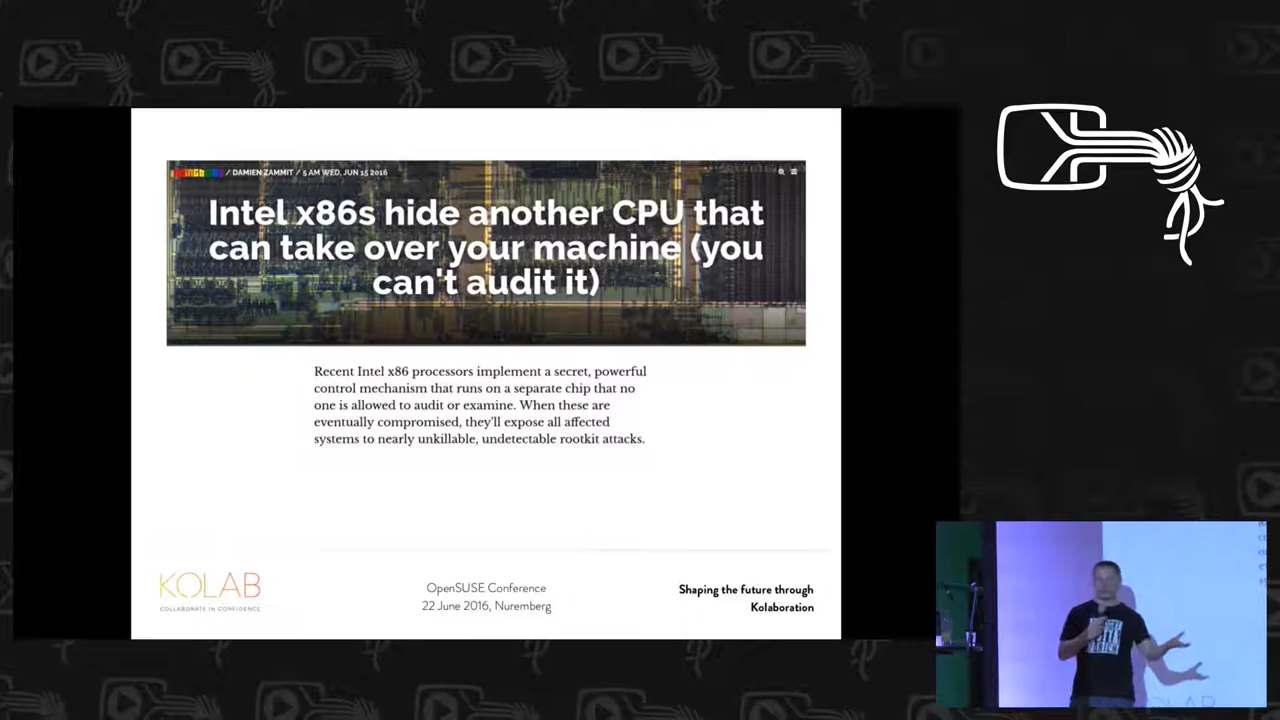 / DAMIEN ZAMMIT / 5 AM WED, JUN 15 2016
Intel x86s hide another CPU that
can take over your machine (you
can't audit it)
Recent Intel x86 processors implement a secret, powerful
control mechanism that runs on a separate chip that no
one is allowed to audit or examine. When these are
eventually compromised, they'll expose all affected
systems to nearly unkillable, undetectable rootkit attacks.
KOLAB
COLLABORATE IN CONFIDENCE
OpenSUSE Conference
22 June 2016, Nuremberg
Shaping the future through
Kolaboration